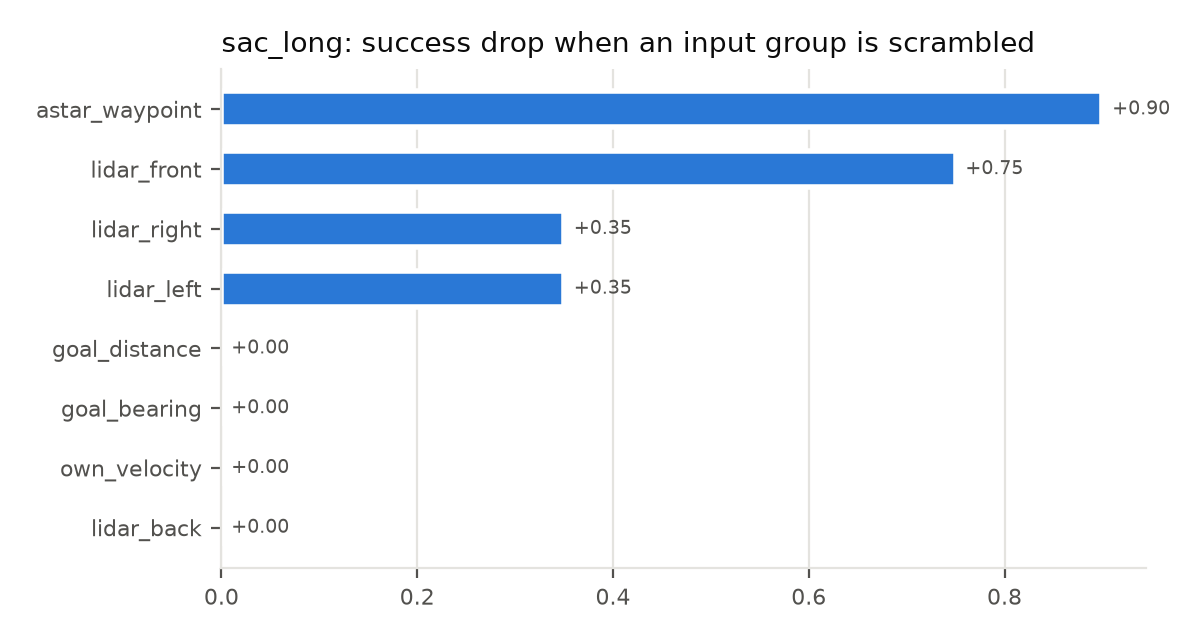 sac_long: success drop when an input group is scrambled
astar_waypoint +0.90
lidar_front +0.75
lidar_right +0.35
lidar_left +0.35
goal_distance +0.00
goal_bearing +0.00
own_velocity +0.00
lidar_back +0.00
0.0 0.2 0.4 0.6 0.8